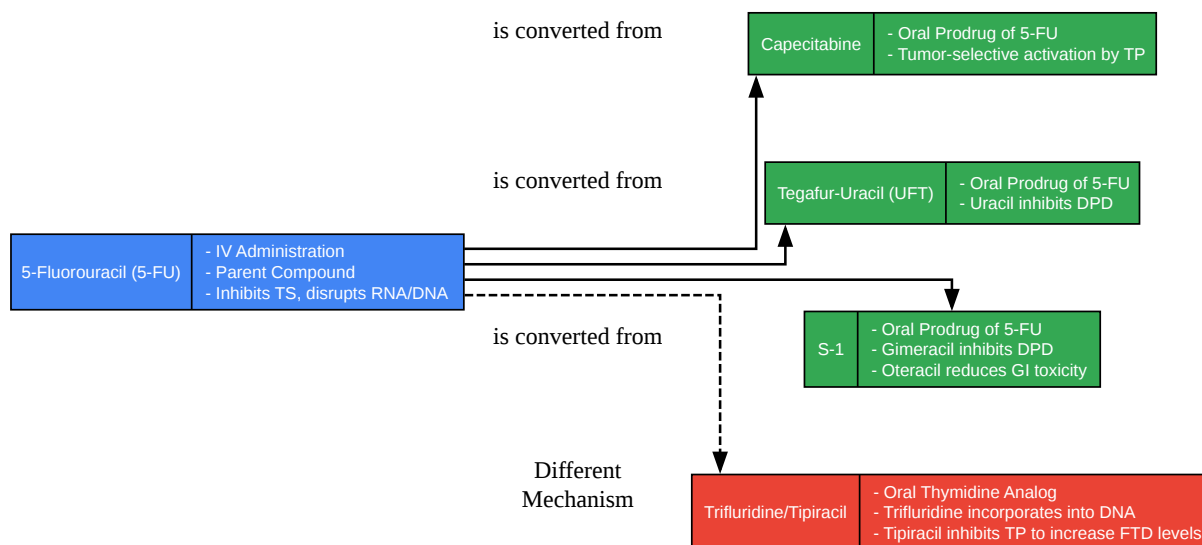 is converted from
Capecitabine
- Oral Prodrug of 5-FU
- Tumor-selective activation by TP
is converted from
Tegafur-Uracil (UFT)
- Oral Prodrug of 5-FU
- Uracil inhibits DPD
5-Fluorouracil (5-FU)
- IV Administration
- Parent Compound
- Inhibits TS, disrupts RNA/DNA
is converted from
S-1
- Oral Prodrug of 5-FU
- Gimeracil inhibits DPD
- Oteracil reduces GI toxicity
Different
Mechanism
Trifluridine/Tipiracil
- Oral Thymidine Analog
- Trifluridine incorporates into DNA
- Tipiracil inhibits TP to increase FTD levels